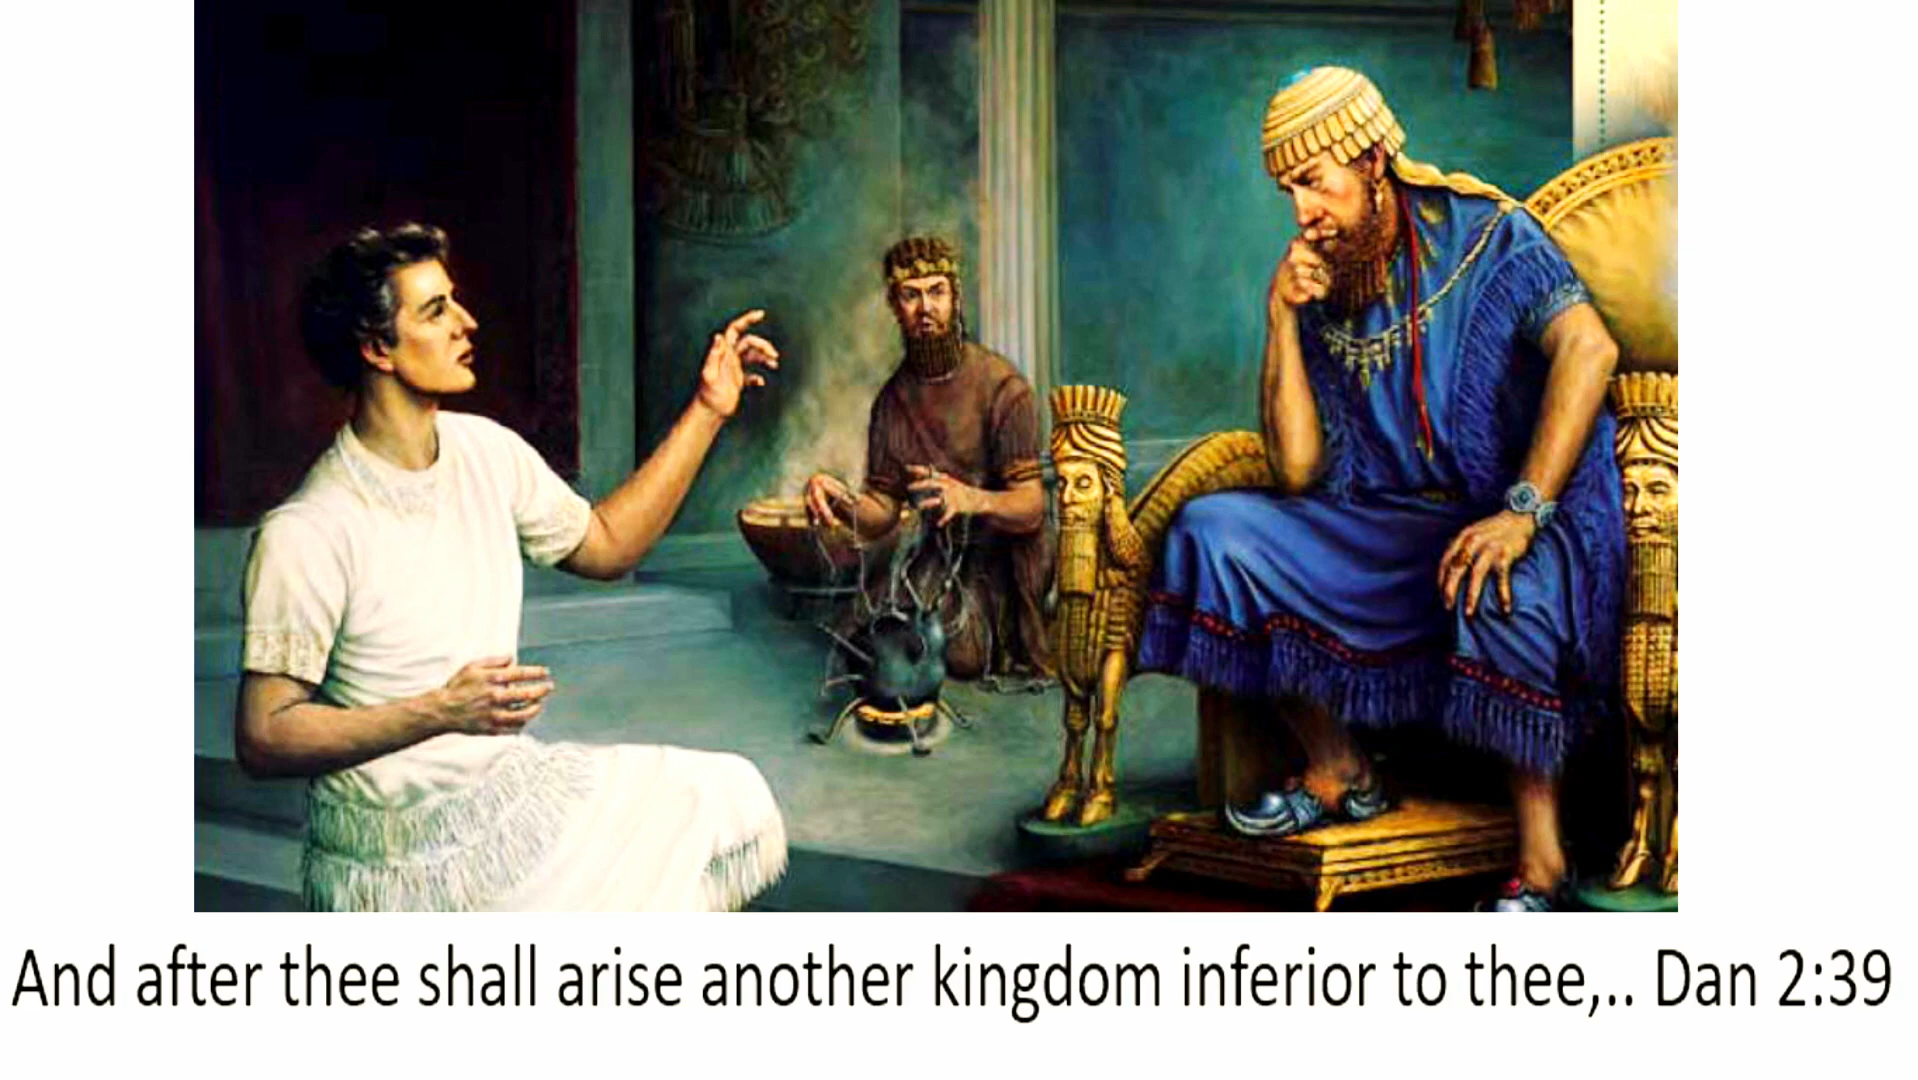 And after thee shall arise another kingdom inferior to thee,.. Dan 2:39